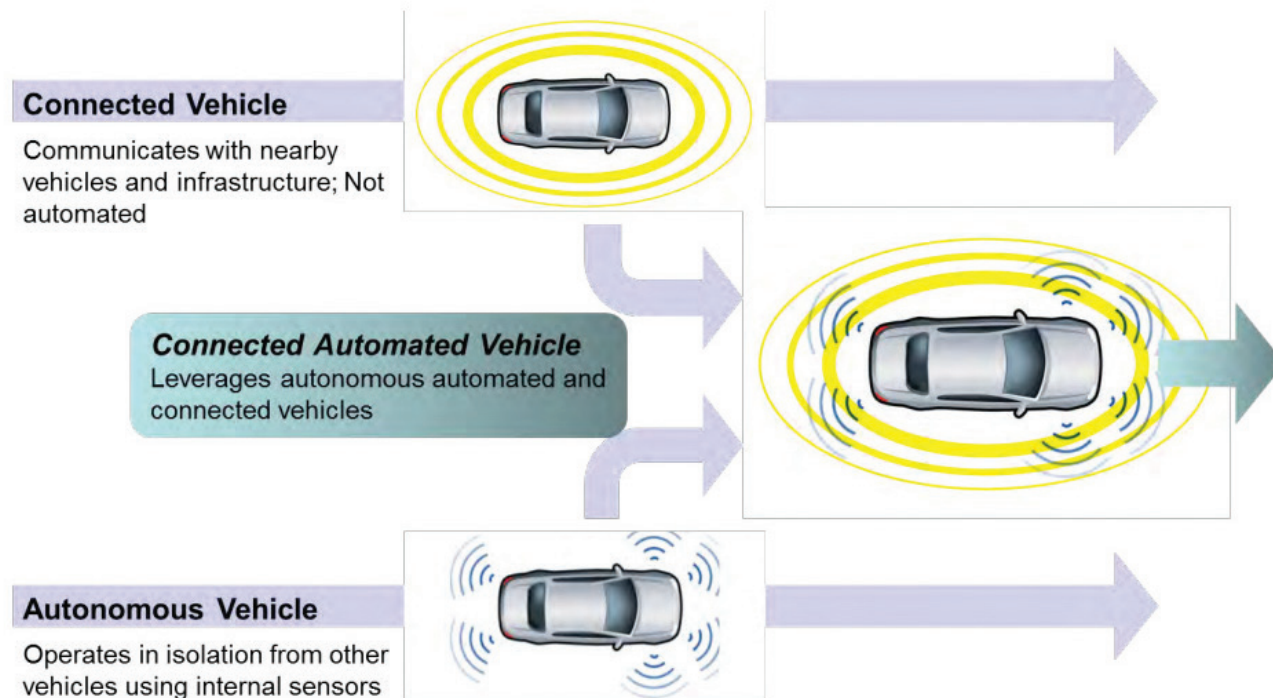 Connected Vehicle
Communicates with nearby
vehicles and infrastructure; Not
automated
Connected Automated Vehicle
Leverages autonomous automated and
connected vehicles
Autonomous Vehicle
Operates in isolation from other
vehicles using internal sensors